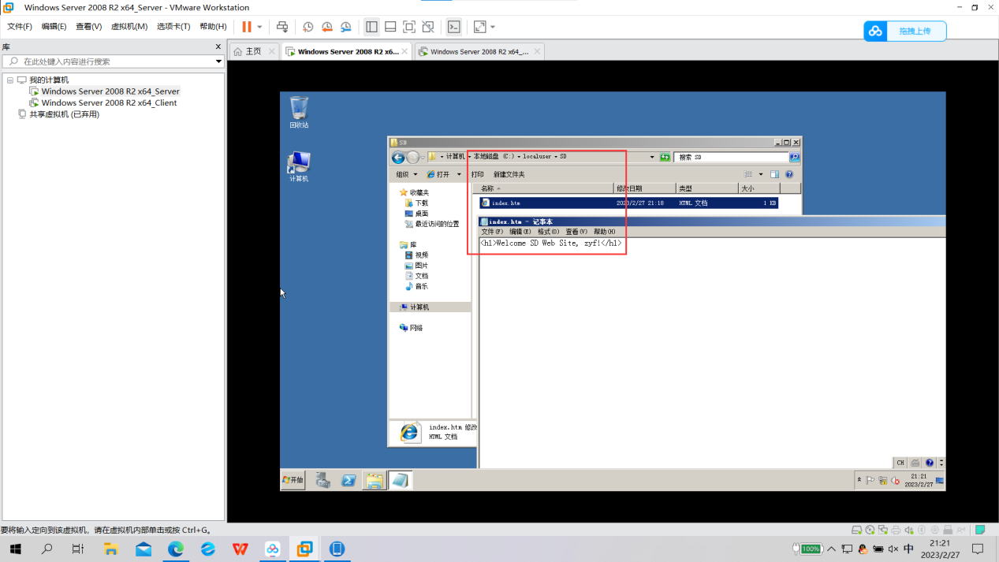 Windows Server 2008 R2 x64_Server - VMware Workstation
文件(F) 编辑(E) 查看(V) 虚拟机(M) 选项卡(T) 帮助(H)
拖拽上传
库
在此处键入内容进行搜索
我的计算机
Windows Server 2008 R2 x64_Server
Windows Server 2008 R2 x64_Client
共享虚拟机 (已弃用)
主页
Windows Server 2008 R2 x6...
Windows Server 2008 R2 x64_...
回收站
计算机
SD
计算机 本地磁盘 (C:) localuser SD
搜索 SD
组织 打开 打印 新建文件夹
收藏夹
下载
桌面
最近访问的位置
库
视频
图片
文档
音乐
计算机
网络
名称 修改日期 类型 大小
index.htm 2023/2/27 21:18 HTML 文档 1 KB
index.htm - 记事本
文件(F) 编辑(E) 格式(O) 查看(V) 帮助(H)
<h1>Welcome SD Web Site, zyf!</h1>
index.htm 修改
HTML 文档
CH
开始
21:21
2023/2/27
要将输入定向到该虚拟机，请在虚拟机内部单击或按 Ctrl+G。
100%
中
21:21
2023/2/27